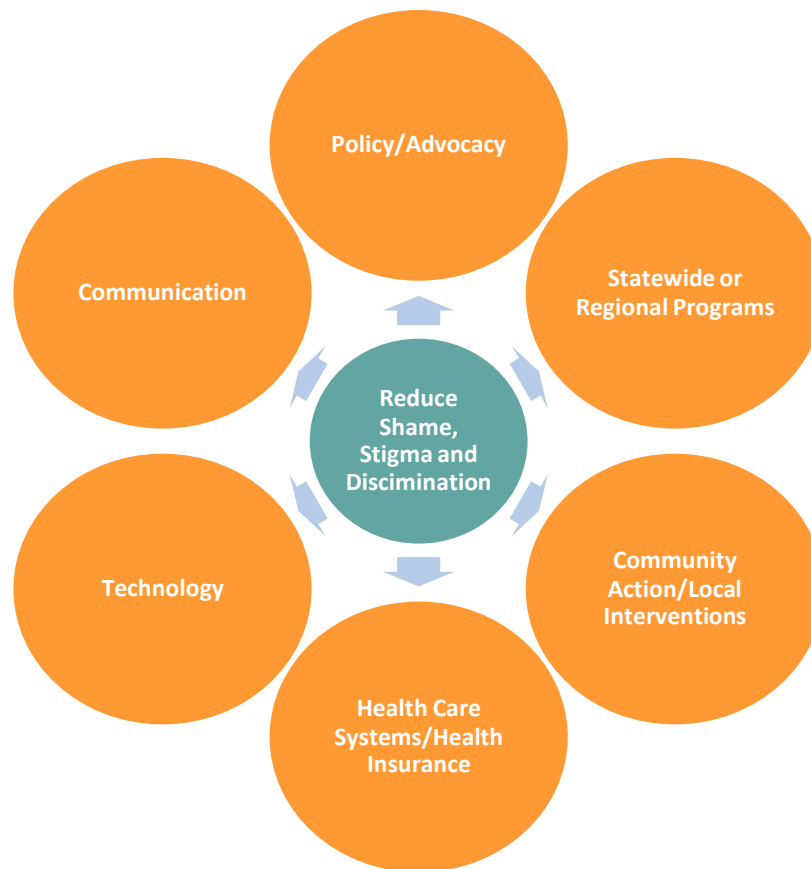 Policy/Advocacy
Communication
Statewide or
Regional Programs
Reduce
Shame,
Stigma and
Discimination
Technology
Community
Action/Local
Interventions
Health Care
Systems/Health
Insurance